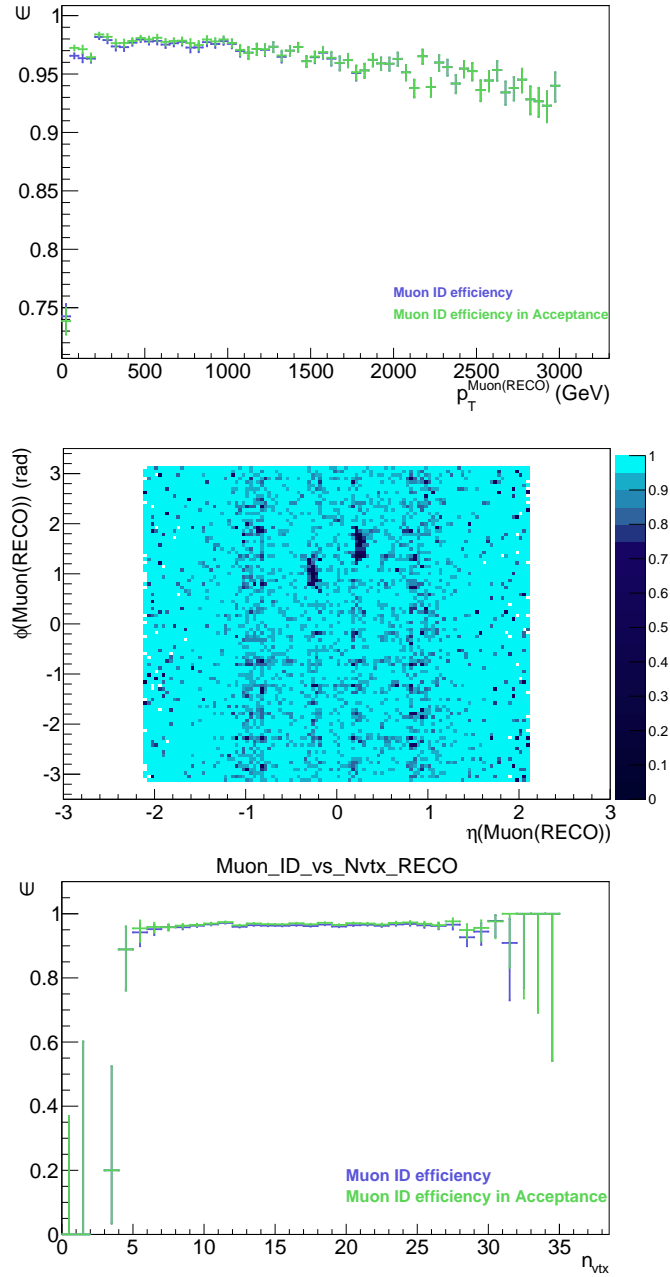 ∈
1
0.95
0.9
0.85
0.8
0.75
Muon ID efficiency
Muon ID efficiency in Acceptance
0 500 1000 1500 2000 2500 3000
p_T^Muon(RECO) (GeV)
φ(Muon(RECO)) (rad)
3
2
1
0
-1
-2
-3
-3 -2 -1 0 1 2 3
η(Muon(RECO))
1
0.9
0.8
0.7
0.6
0.5
0.4
0.3
0.2
0.1
0
Muon_ID_vs_Nvtx_RECO
∈
1
0.8
0.6
0.4
0.2
0
Muon ID efficiency
Muon ID efficiency in Acceptance
0 5 10 15 20 25 30 35
n_vtx